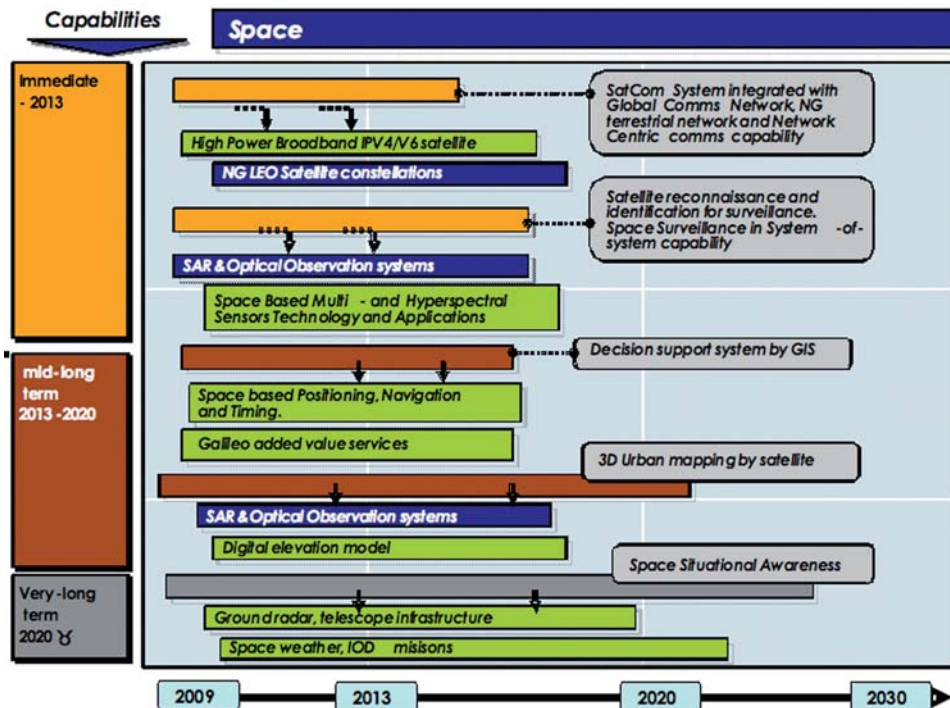 Capabilities
Space
Immediate
- 2013
SatCom System integrated with
Global Comms Network, NG
terrestrial network and Network
Centric comms capability
High Power Broadband IPV4/V6 satellite
NG LEO Satellite constellations
Satellite reconnaissance and
identification for surveillance.
Space Surveillance in System -of-
system capability
SAR & Optical Observation systems
Space Based Multi - and Hyperspectral
Sensors Technology and Applications
mid-long
term
2013 -2020
Decision support system by GIS
Space based Positioning, Navigation
and Timing.
Galileo added value services
3D Urban mapping by satellite
SAR & Optical Observation systems
Digital elevation model
Very -long
term
2020 ♉
Space Situational Awareness
Ground radar, telescope infrastructure
Space weather, IOD misisons
2009
2013
2020
2030